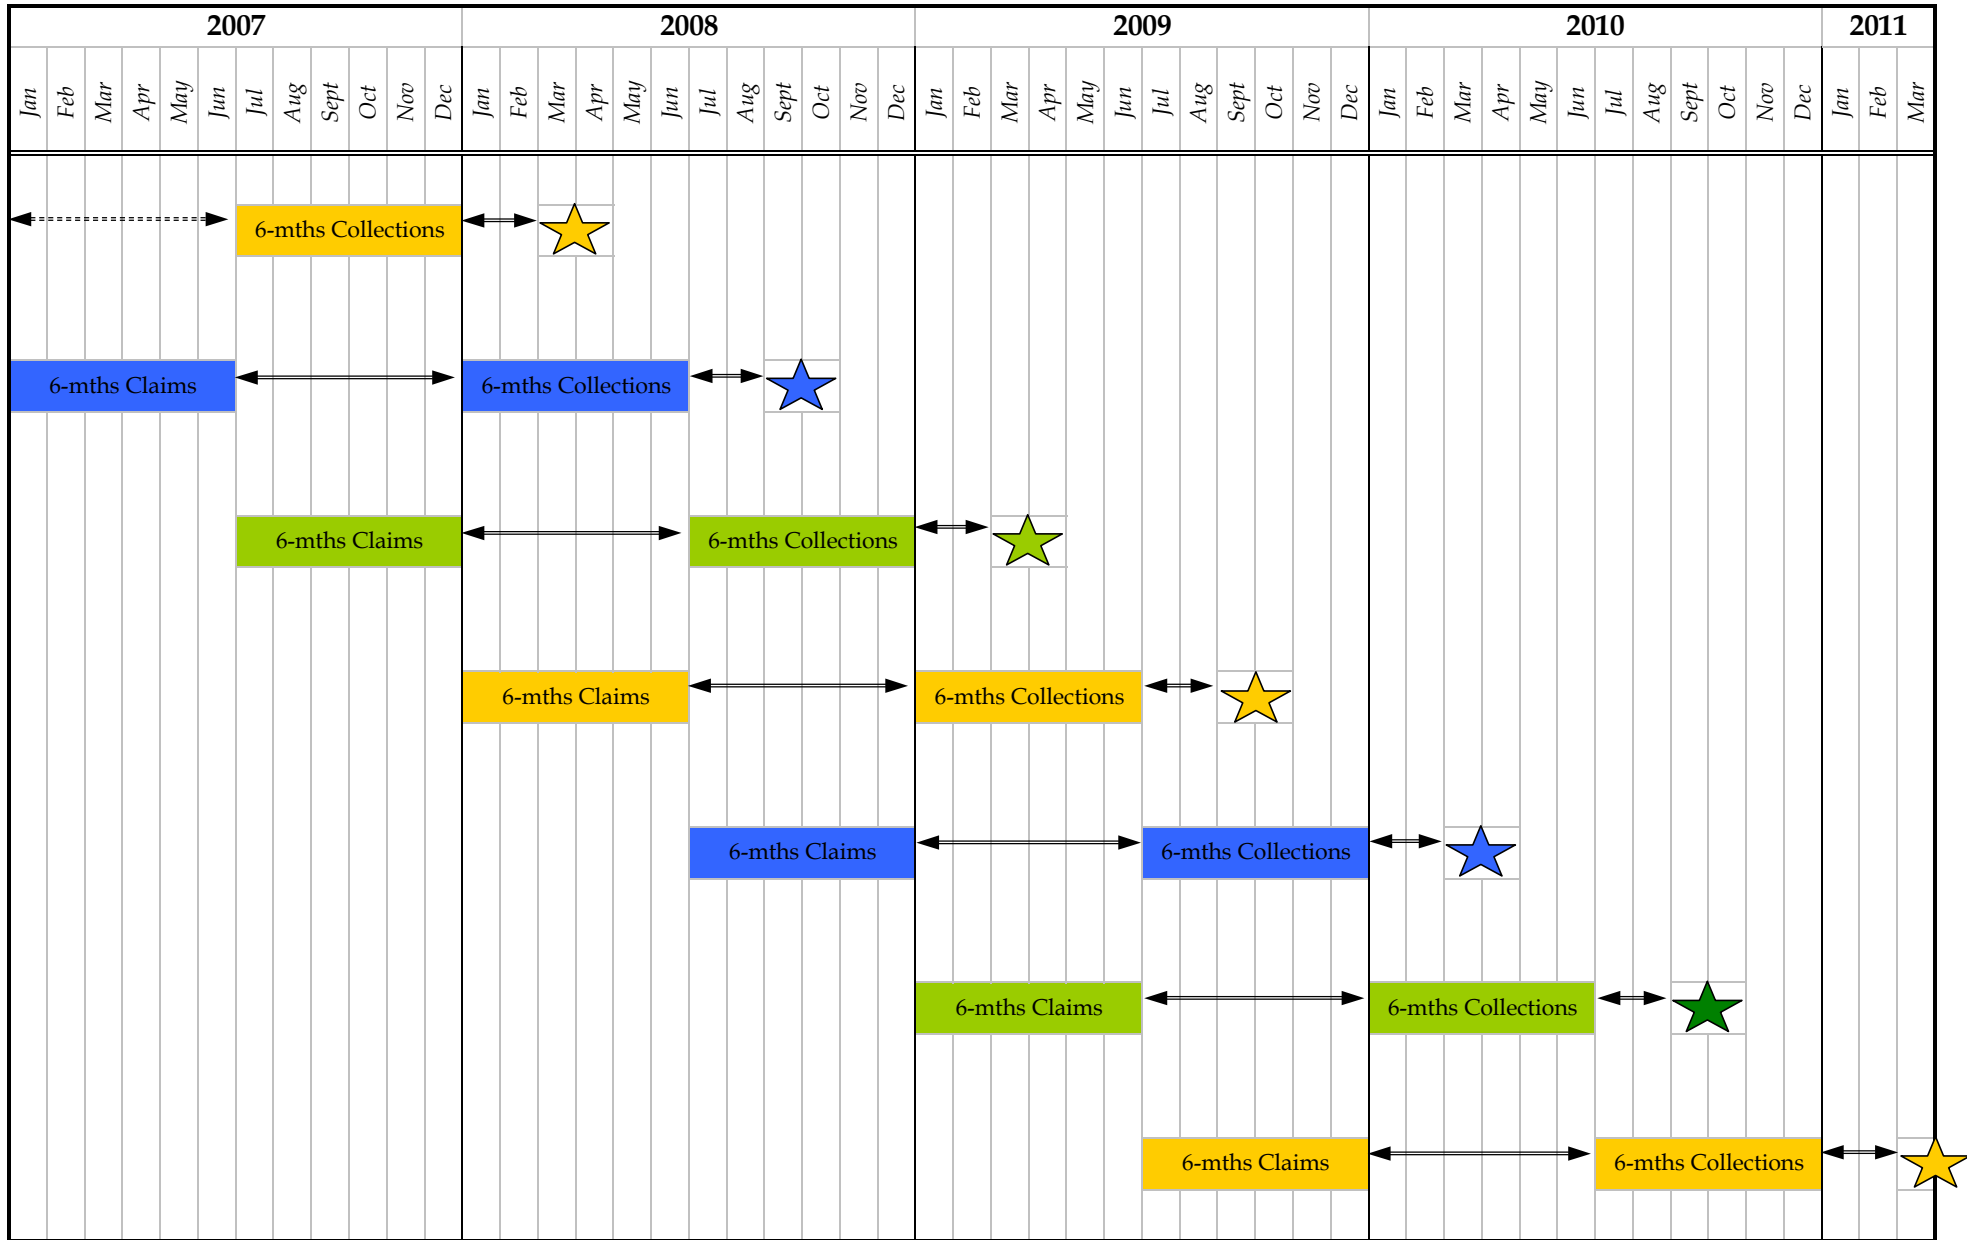 2007 2008 2009 2010 2011
Jan Feb Mar Apr May Jun Jul Aug Sept Oct Nov Dec Jan Feb Mar Apr May Jun Jul Aug Sept Oct Nov Dec Jan Feb Mar Apr May Jun Jul Aug Sept Oct Nov Dec Jan Feb Mar Apr May Jun Jul Aug Sept Oct Nov Dec Jan Feb Mar
6-mths Collections
6-mths Claims 6-mths Collections
6-mths Claims 6-mths Collections
6-mths Claims 6-mths Collections
6-mths Claims 6-mths Collections
6-mths Claims 6-mths Collections
6-mths Claims 6-mths Collections